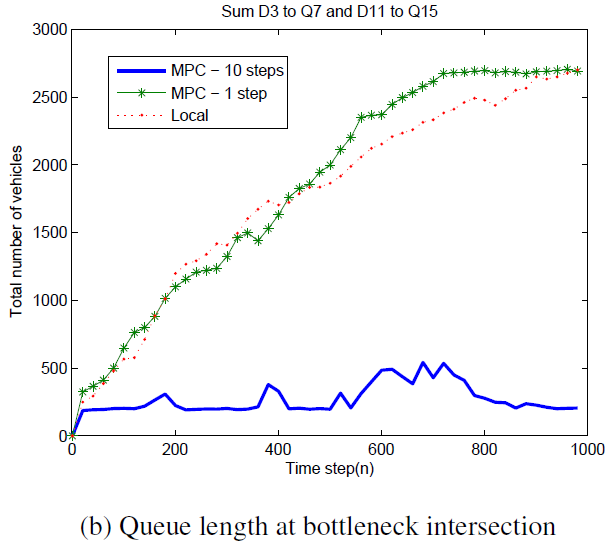 Sum D3 to Q7 and D11 to Q15
3000
2500
2000
1500
1000
500
0
Total number of vehicles
MPC − 10 steps
MPC − 1 step
Local
0 200 400 600 800 1000
Time step(n)
(b) Queue length at bottleneck intersection